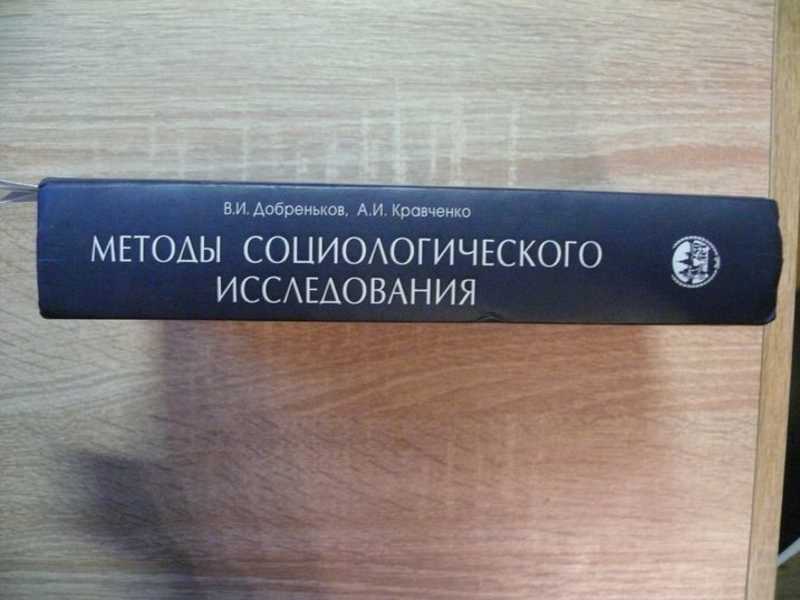 В.И. Добреньков, А.И. Кравченко
МЕТОДЫ СОЦИОЛОГИЧЕСКОГО
ИССЛЕДОВАНИЯ